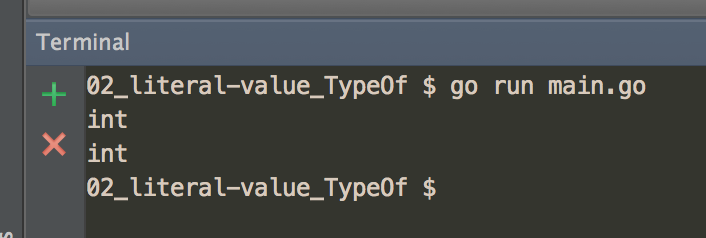 Terminal
02_literal-value_TypeOf $ go run main.go
int
int
02_literal-value_TypeOf $